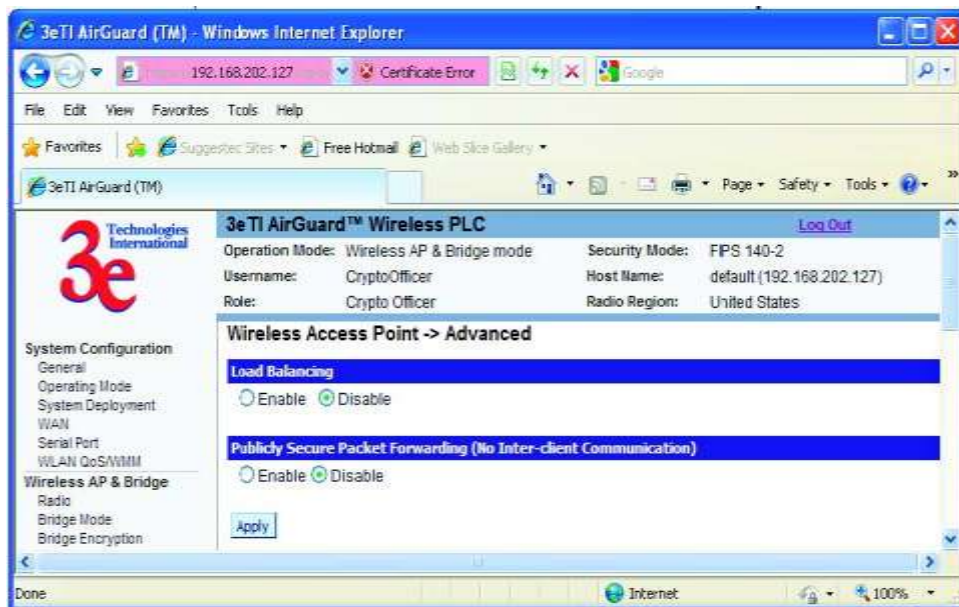 3eTI AirGuard (TM) - Windows Internet Explorer
192.168.202.127 Certificate Error Google
File Edit View Favorites Tools Help
Favorites Suggested Sites Free Hotmail Web Slice Gallery
3eTI AirGuard (TM) Page Safety Tools
3e Technologies International
3eTI AirGuard™ Wireless PLC Log Out
Operation Mode: Wireless AP & Bridge mode Security Mode: FIPS 140-2
Username: CryptoOfficer Host Name: default (192.168.202.127)
Role: Crypto Officer Radio Region: United States
System Configuration
General
Operating Mode
System Deployment
WAN
Serial Port
WLAN QoS/WMM
Wireless AP & Bridge
Radio
Bridge Mode
Bridge Encryption
Wireless Access Point -> Advanced
Load Balancing
Enable Disable
Publicly Secure Packet Forwarding (No Inter-client Communication)
Enable Disable
Apply
Done Internet 100%